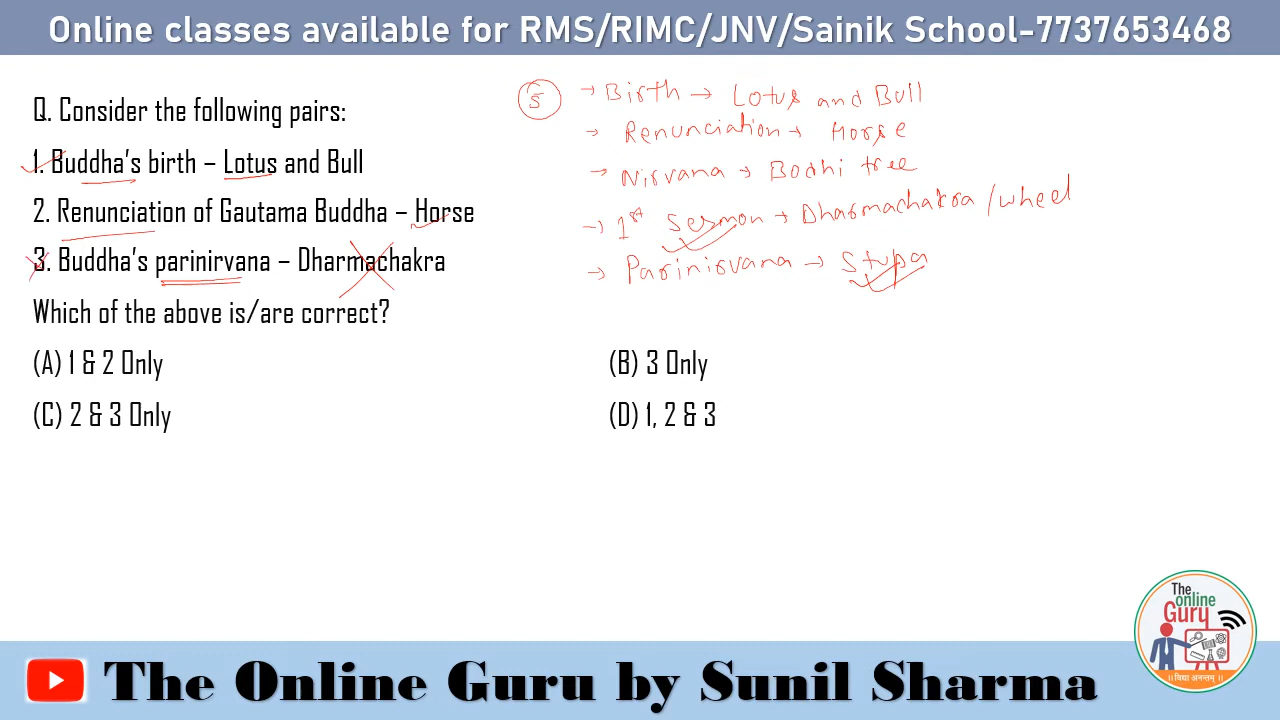 Online classes available for RMS/RIMC/JNV/Sainik School-7737653468
Q. Consider the following pairs:
1. Buddha's birth – Lotus and Bull
2. Renunciation of Gautama Buddha – Horse
3. Buddha's parinirvana – Dharmachakra
Which of the above is/are correct?
(A) 1 & 2 Only
(B) 3 Only
(C) 2 & 3 Only
(D) 1, 2 & 3
5
→ Birth → Lotus and Bull
→ Renunciation → Horse
→ Nirvana → Bodhi tree
→ 1st Sermon → Dharmachakra / wheel
→ Parinirvana → Stupa
The
online
Guru
॥ विद्या अनन्तम् ॥
The Online Guru by Sunil Sharma